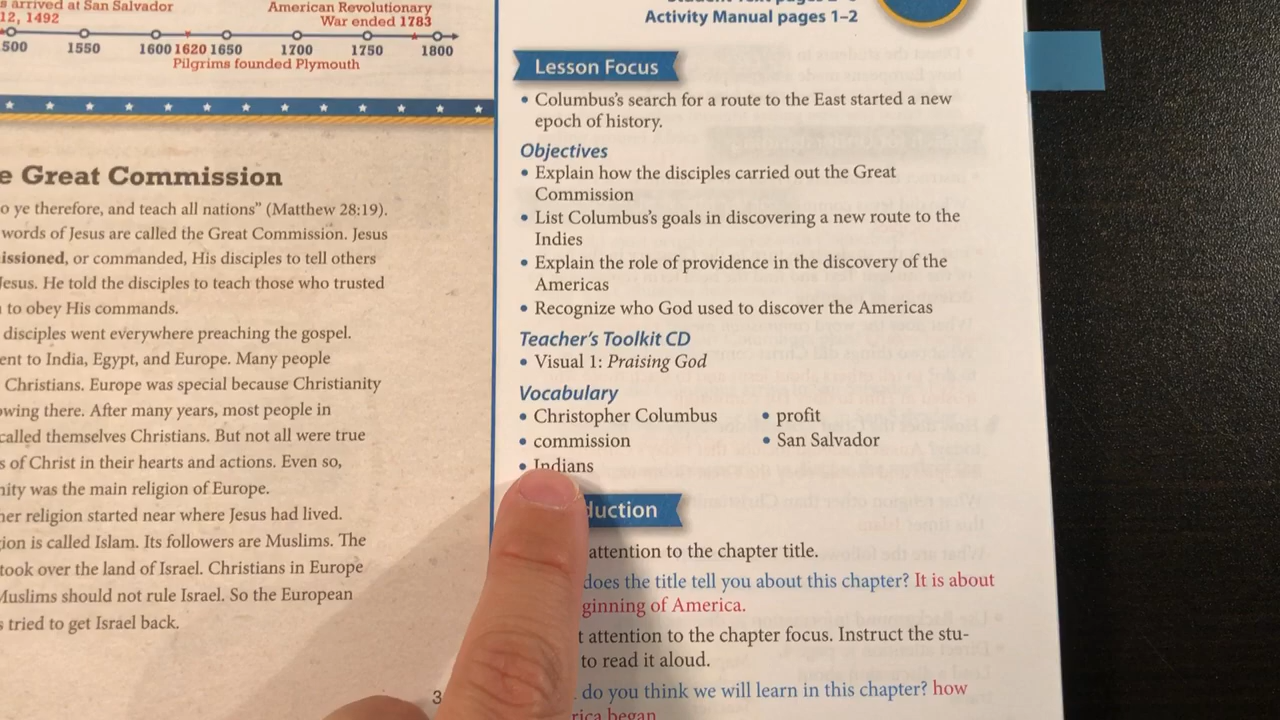 arrived at San Salvador
12, 1492
American Revolutionary
War ended 1783
500 1550 1600 1620 1650 1700 1750 1800
Pilgrims founded Plymouth
Great Commission
ye therefore, and teach all nations” (Matthew 28:19).
words of Jesus are called the Great Commission. Jesus
issioned, or commanded, His disciples to tell others
Jesus. He told the disciples to teach those who trusted
to obey His commands.
disciples went everywhere preaching the gospel.
ent to India, Egypt, and Europe. Many people
Christians. Europe was special because Christianity
owing there. After many years, most people in
called themselves Christians. But not all were true
s of Christ in their hearts and actions. Even so,
nity was the main religion of Europe.
her religion started near where Jesus had lived.
gion is called Islam. Its followers are Muslims. The
took over the land of Israel. Christians in Europe
Muslims should not rule Israel. So the European
tried to get Israel back.
3
Activity Manual pages 1–2
Lesson Focus
• Columbus’s search for a route to the East started a new
epoch of history.
Objectives
• Explain how the disciples carried out the Great
Commission
• List Columbus’s goals in discovering a new route to the
Indies
• Explain the role of providence in the discovery of the
Americas
• Recognize who God used to discover the Americas
Teacher’s Toolkit CD
• Visual 1: Praising God
Vocabulary
• Christopher Columbus
• commission
• Indians
• profit
• San Salvador
duction
attention to the chapter title.
does the title tell you about this chapter? It is about
ginning of America.
t attention to the chapter focus. Instruct the stu-
to read it aloud.
do you think we will learn in this chapter? how
rica began